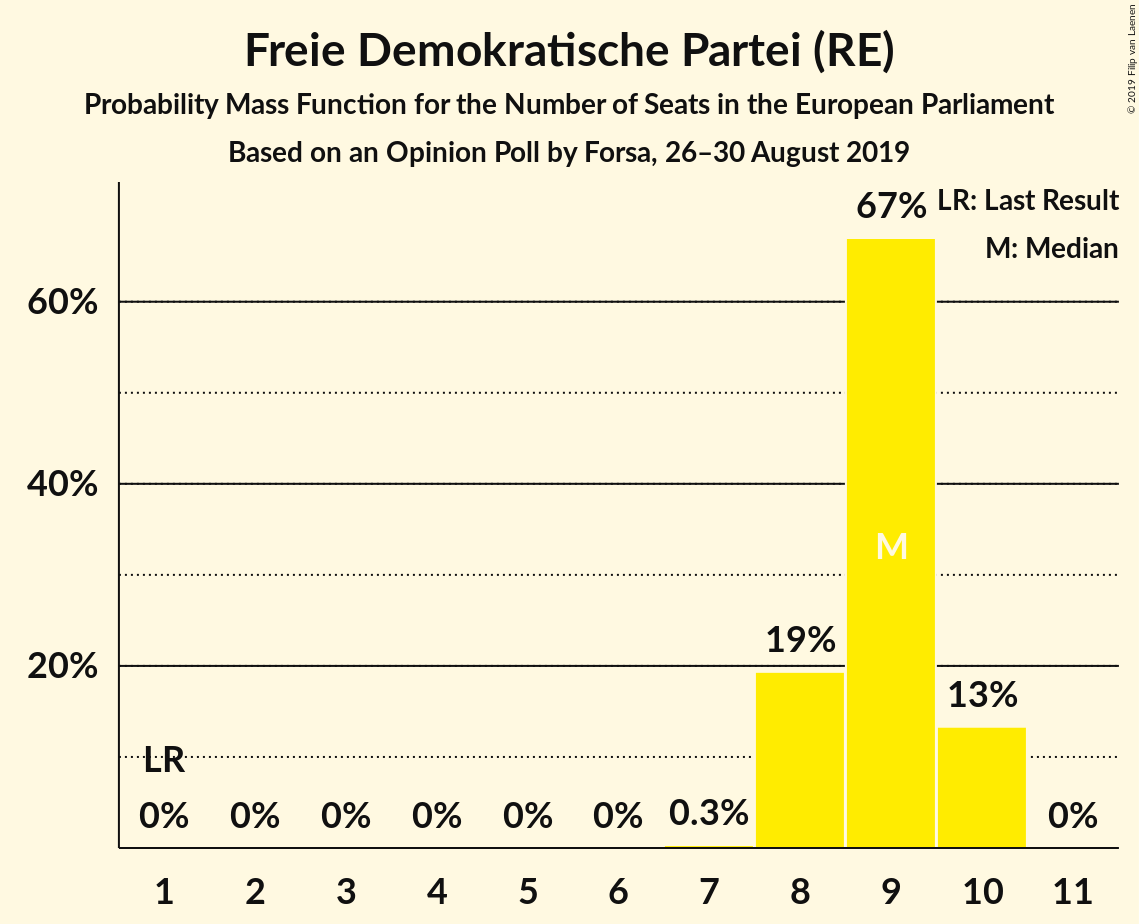 Freie Demokratische Partei (RE)
Probability Mass Function for the Number of Seats in the European Parliament
Based on an Opinion Poll by Forsa, 26–30 August 2019
© 2019 Filip van Laenen
67% LR: Last Result
M: Median
60%
40%
M
19%
20%
13%
LR
0% 0% 0% 0% 0% 0% 0.3% 0%
1 2 3 4 5 6 7 8 9 10 11